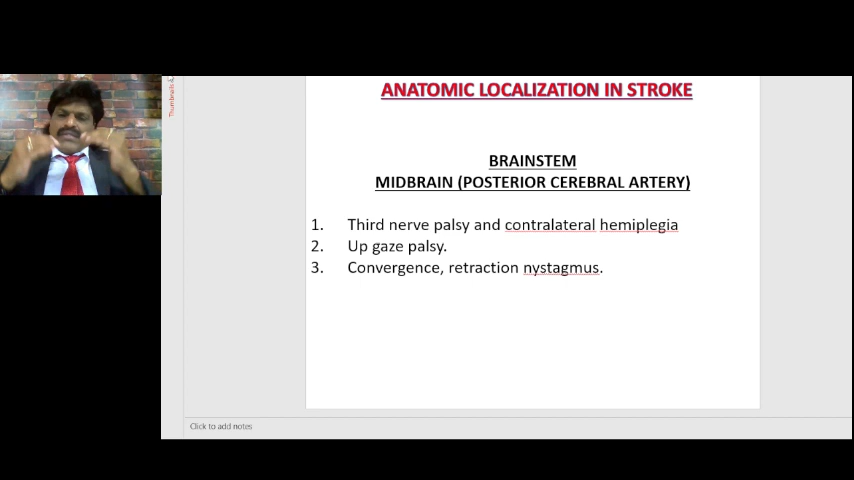 Thumbnails
ANATOMIC LOCALIZATION IN STROKE
BRAINSTEM
MIDBRAIN (POSTERIOR CEREBRAL ARTERY)
1. Third nerve palsy and contralateral hemiplegia
2. Up gaze palsy.
3. Convergence, retraction nystagmus.
Click to add notes